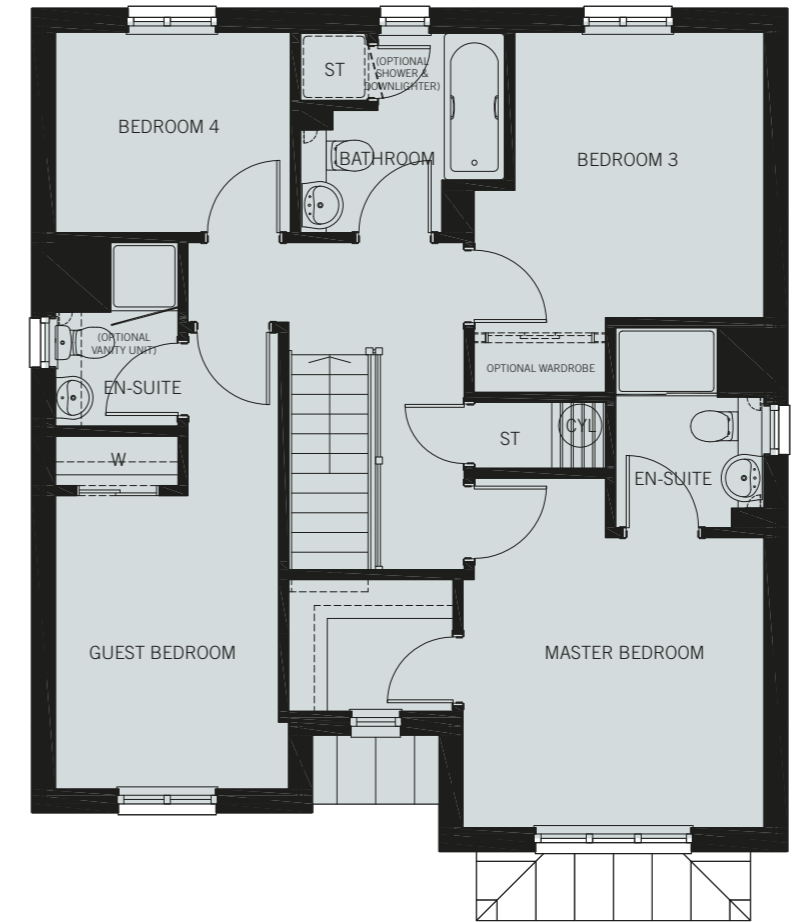 BEDROOM 4
ST
(OPTIONAL
SHOWER &
DOWNLIGHTER)
BATHROOM
BEDROOM 3
(OPTIONAL
VANITY UNIT)
EN-SUITE
W
OPTIONAL WARDROBE
ST
CYL
EN-SUITE
GUEST BEDROOM
MASTER BEDROOM